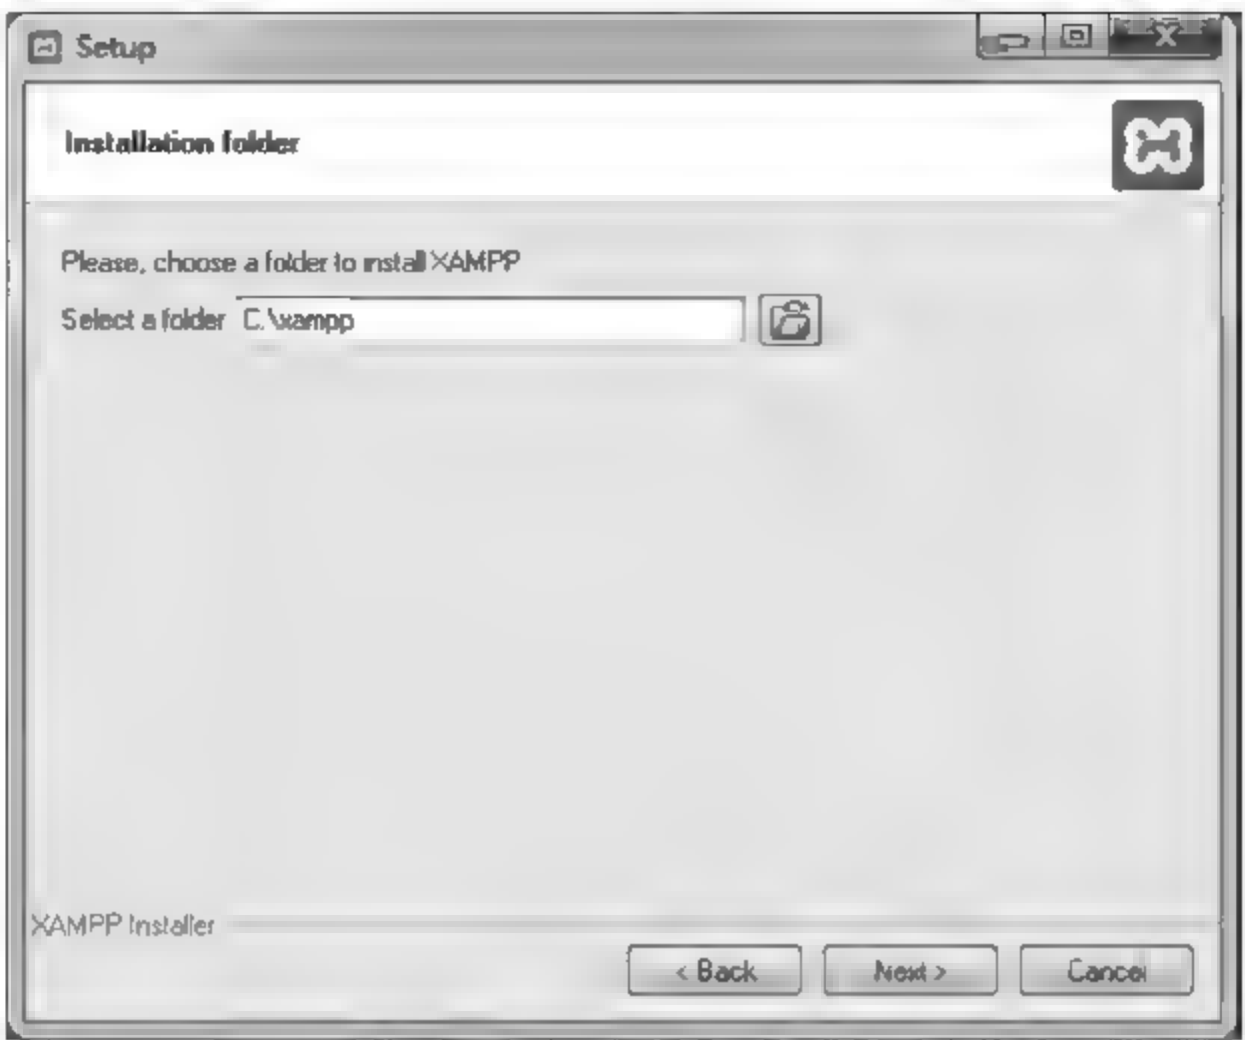 Setup
Installation folder
Please, choose a folder to install XAMPP
Select a folder C:\xampp
XAMPP Installer
< Back Next > Cancel